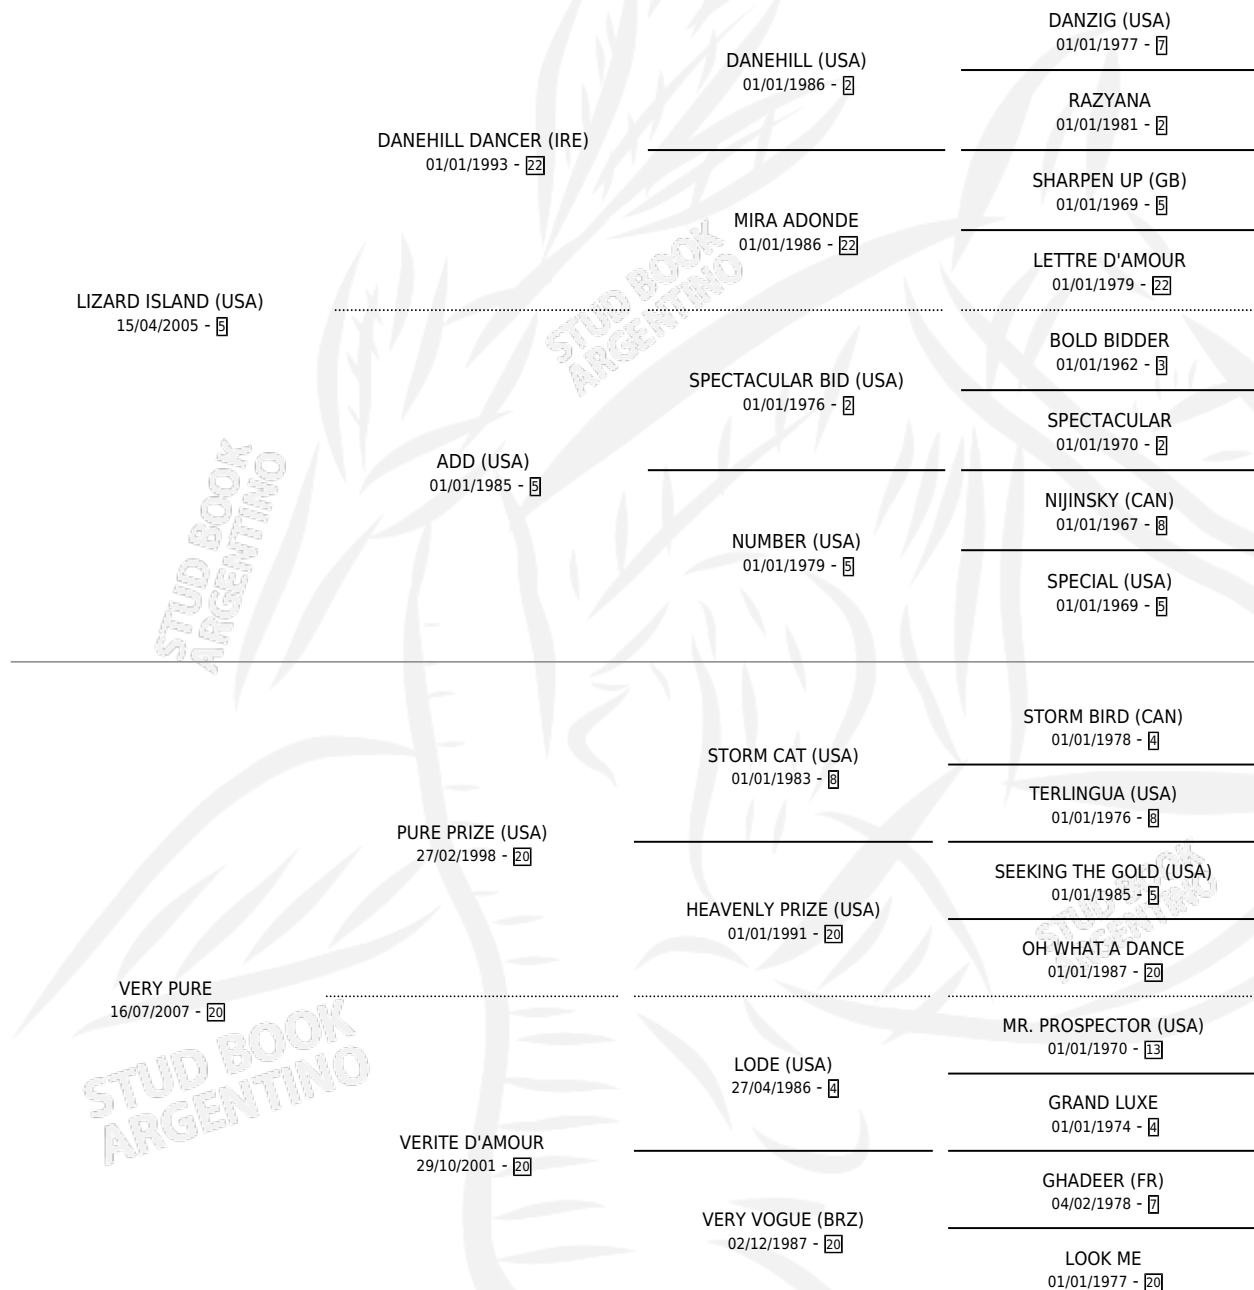 DANZIG (USA)
01/01/1977 - 7
DANEHILL (USA)
01/01/1986 - 2
RAZYANA
01/01/1981 - 2
DANEHILL DANCER (IRE)
01/01/1993 - 22
SHARPEN UP (GB)
01/01/1969 - 5
MIRA ADONDE
01/01/1986 - 22
LETTRE D'AMOUR
01/01/1979 - 22
LIZARD ISLAND (USA)
15/04/2005 - 5
BOLD BIDDER
01/01/1962 - 3
SPECTACULAR BID (USA)
01/01/1976 - 2
SPECTACULAR
01/01/1970 - 2
ADD (USA)
01/01/1985 - 5
NIJINSKY (CAN)
01/01/1967 - 8
NUMBER (USA)
01/01/1979 - 5
SPECIAL (USA)
01/01/1969 - 5
STORM BIRD (CAN)
01/01/1978 - 4
STORM CAT (USA)
01/01/1983 - 8
TERLINGUA (USA)
01/01/1976 - 8
PURE PRIZE (USA)
27/02/1998 - 20
SEEKING THE GOLD (USA)
01/01/1985 - 5
HEAVENLY PRIZE (USA)
01/01/1991 - 20
OH WHAT A DANCE
01/01/1987 - 20
VERY PURE
16/07/2007 - 20
MR. PROSPECTOR (USA)
01/01/1970 - 13
LODE (USA)
27/04/1986 - 4
GRAND LUXE
01/01/1974 - 4
VERITE D'AMOUR
29/10/2001 - 20
GHADEER (FR)
04/02/1978 - 7
VERY VOGUE (BRZ)
02/12/1987 - 20
LOOK ME
01/01/1977 - 20
STUD BOOK
ARGENTINO
STUD BOOK
ARGENTINO
STUD BOOK
ARGENTINO
STUD BOOK
ARGENTINO